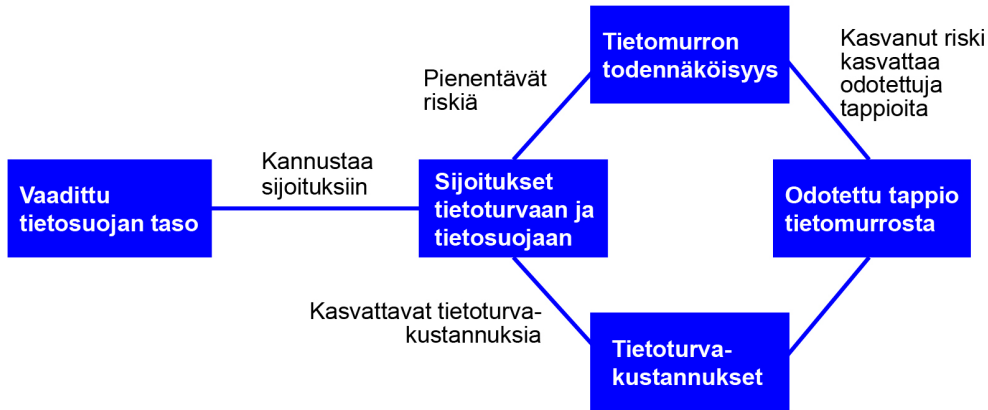 Tietomurron
todennäköisyys
Kasvanut riski
kasvattaa
odotettuja
tappioita
Pienentävät
riskiä
Kannustaa
sijoituksiin
Vaadittu
tietosuojan taso
Sijoitukset
tietoturvaan ja
tietosuojaan
Odotettu tappio
tietomurrosta
Kasvattavat tietoturva-
kustannuksia
Tietoturva-
kustannukset